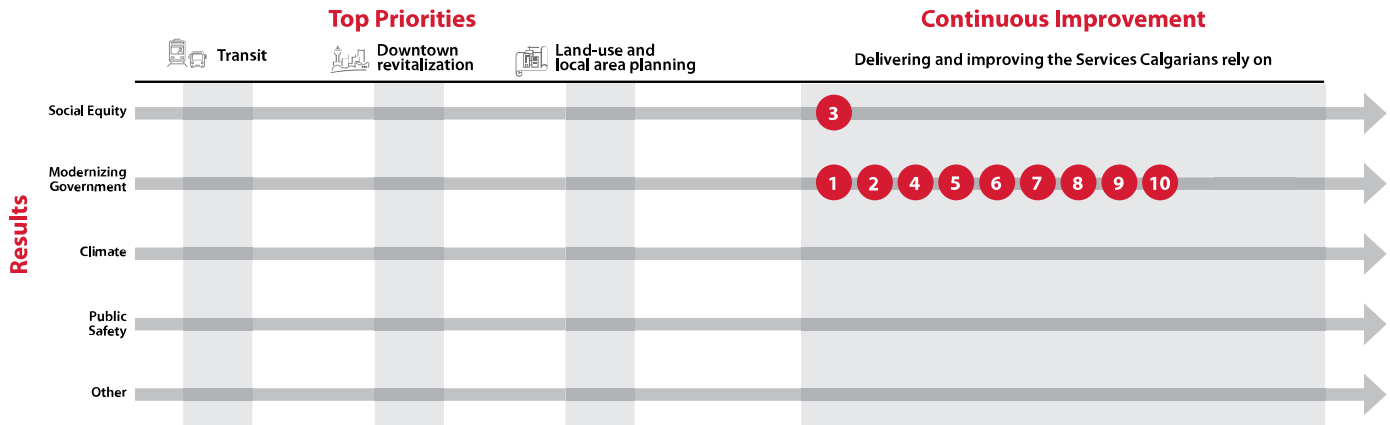 Top Priorities
Continuous Improvement
Transit
Downtown
revitalization
Land-use and
local area planning
Delivering and improving the Services Calgarians rely on
Results
Social Equity
3
Modernizing
Government
1 2 4 5 6 7 8 9 10
Climate
Public
Safety
Other